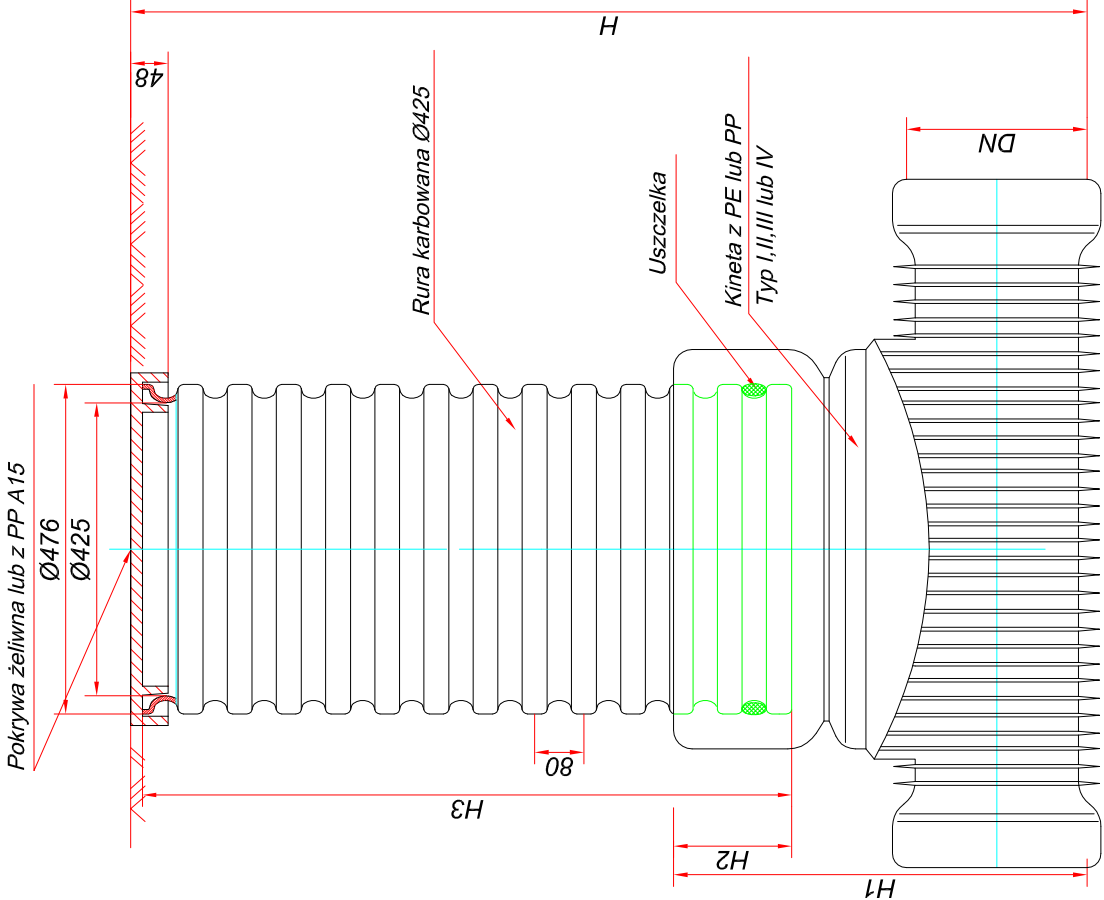 Pokrywa żeliwna lub z PP A15
Ø476
Ø425
48
H
Rura karbowana Ø425
Uszczelka
Kineta z PE lub PP
Typ I,II,III lub IV
DN
80
H3
H2
H1